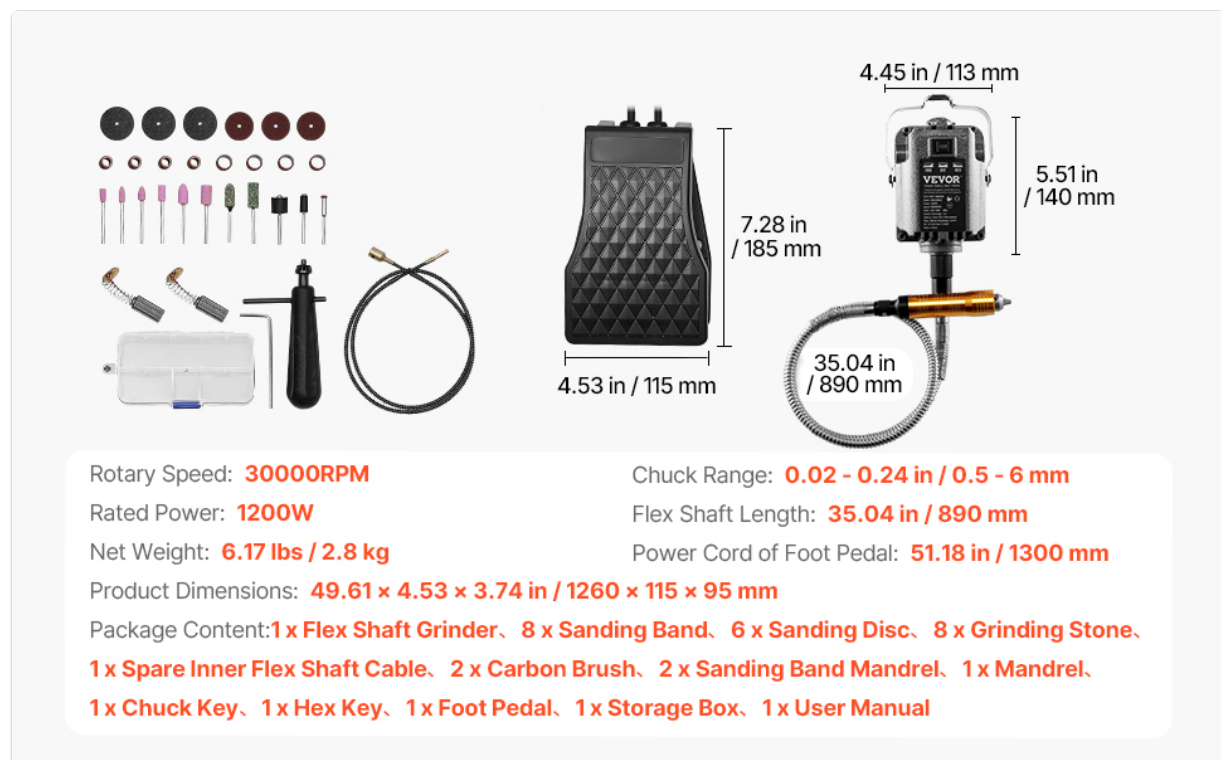 4.45 in / 113 mm
5.51 in
/ 140 mm
VEVOR
7.28 in
/ 185 mm
35.04 in
/ 890 mm
4.53 in / 115 mm
Rotary Speed: 30000RPM
Chuck Range: 0.02 - 0.24 in / 0.5 - 6 mm
Rated Power: 1200W
Flex Shaft Length: 35.04 in / 890 mm
Net Weight: 6.17 lbs / 2.8 kg
Power Cord of Foot Pedal: 51.18 in / 1300 mm
Product Dimensions: 49.61 × 4.53 × 3.74 in / 1260 × 115 × 95 mm
Package Content:1 x Flex Shaft Grinder、8 x Sanding Band、6 x Sanding Disc、8 x Grinding Stone、
1 x Spare Inner Flex Shaft Cable、2 x Carbon Brush、2 x Sanding Band Mandrel、1 x Mandrel、
1 x Chuck Key、1 x Hex Key、1 x Foot Pedal、1 x Storage Box、1 x User Manual